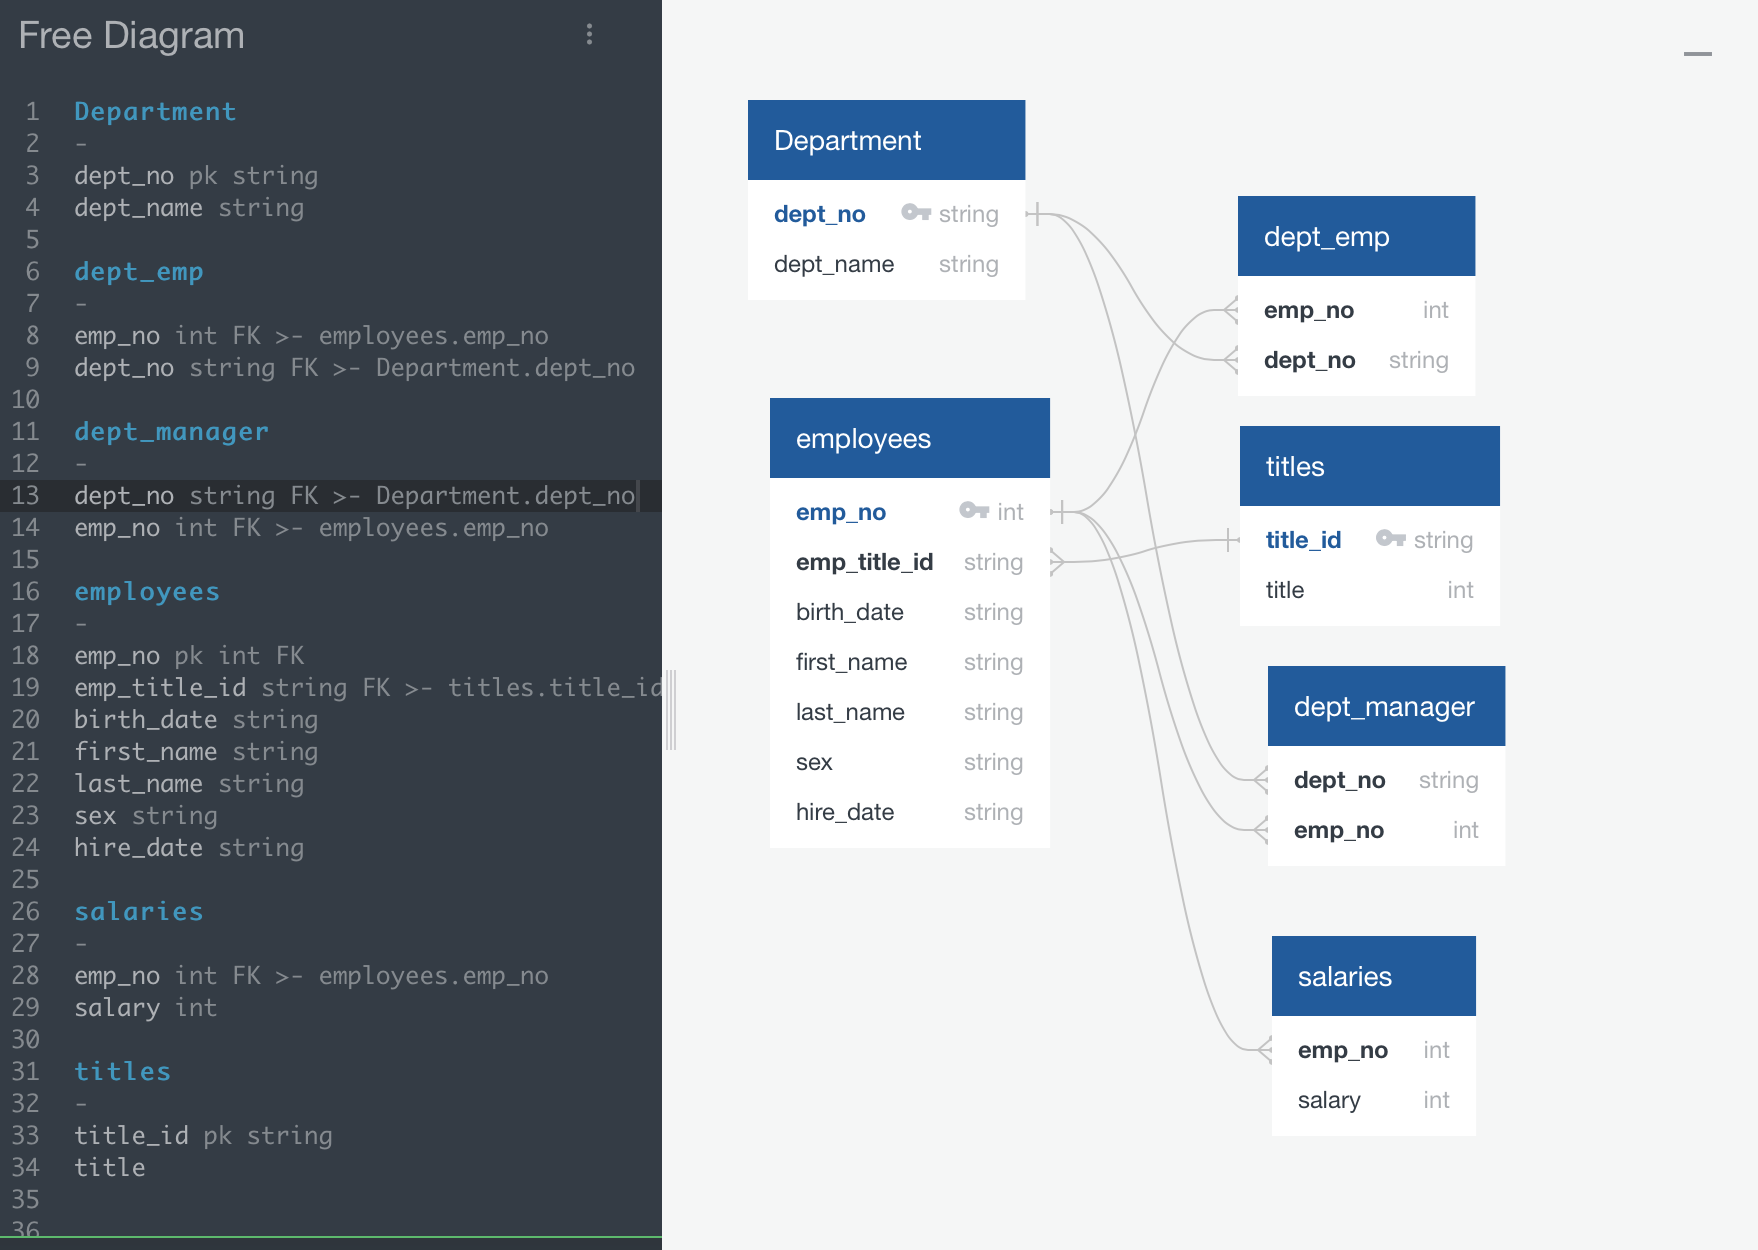 Free Diagram
1 Department
2 -
3 dept_no pk string
4 dept_name string
5
6 dept_emp
7 -
8 emp_no int FK >- employees.emp_no
9 dept_no string FK >- Department.dept_no
10
11 dept_manager
12 -
13 dept_no string FK >- Department.dept_no
14 emp_no int FK >- employees.emp_no
15
16 employees
17 -
18 emp_no pk int FK
19 emp_title_id string FK >- titles.title_id
20 birth_date string
21 first_name string
22 last_name string
23 sex string
24 hire_date string
25
26 salaries
27 -
28 emp_no int FK >- employees.emp_no
29 salary int
30
31 titles
32 -
33 title_id pk string
34 title
35
36
Department
dept_no string
dept_name string
dept_emp
emp_no int
dept_no string
employees
emp_no int
emp_title_id string
birth_date string
first_name string
last_name string
sex string
hire_date string
titles
title_id string
title int
dept_manager
dept_no string
emp_no int
salaries
emp_no int
salary int